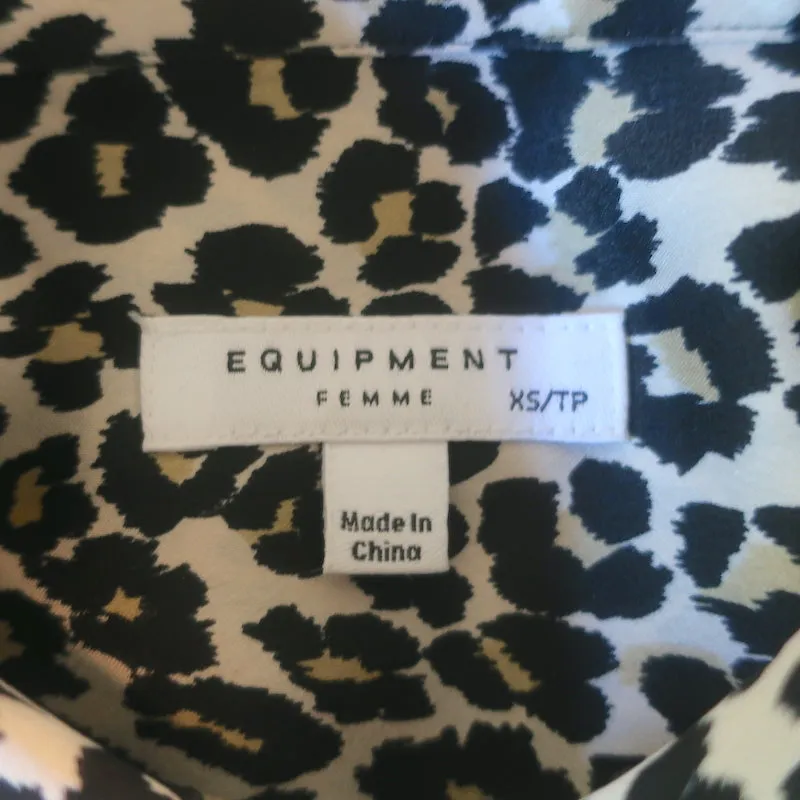 EQUIPMENT
FEMME XS/TP
Made In
China